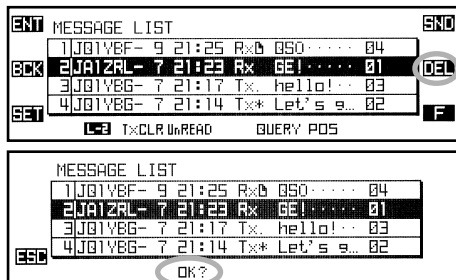 ENT MESSAGE LIST SND
1 JQ1YBF- 9 21:25 Rx QSO····· 04
BCK 2 JA1ZRL- 7 21:23 Rx GE!····· 01 DEL
3 JQ1YBG- 7 21:17 Tx. hello!·· 03
SET 4 JQ1YBG- 7 21:14 Tx* Let's g… 02 F
L-2 TxCLR UnREAD QUERY POS
MESSAGE LIST
1 JQ1YBF- 9 21:25 Rx QSO····· 04
2 JA1ZRL- 7 21:23 Rx GE!····· 01
3 JQ1YBG- 7 21:17 Tx. hello!·· 03
ESC 4 JQ1YBG- 7 21:14 Tx* Let's g… 02
OK?